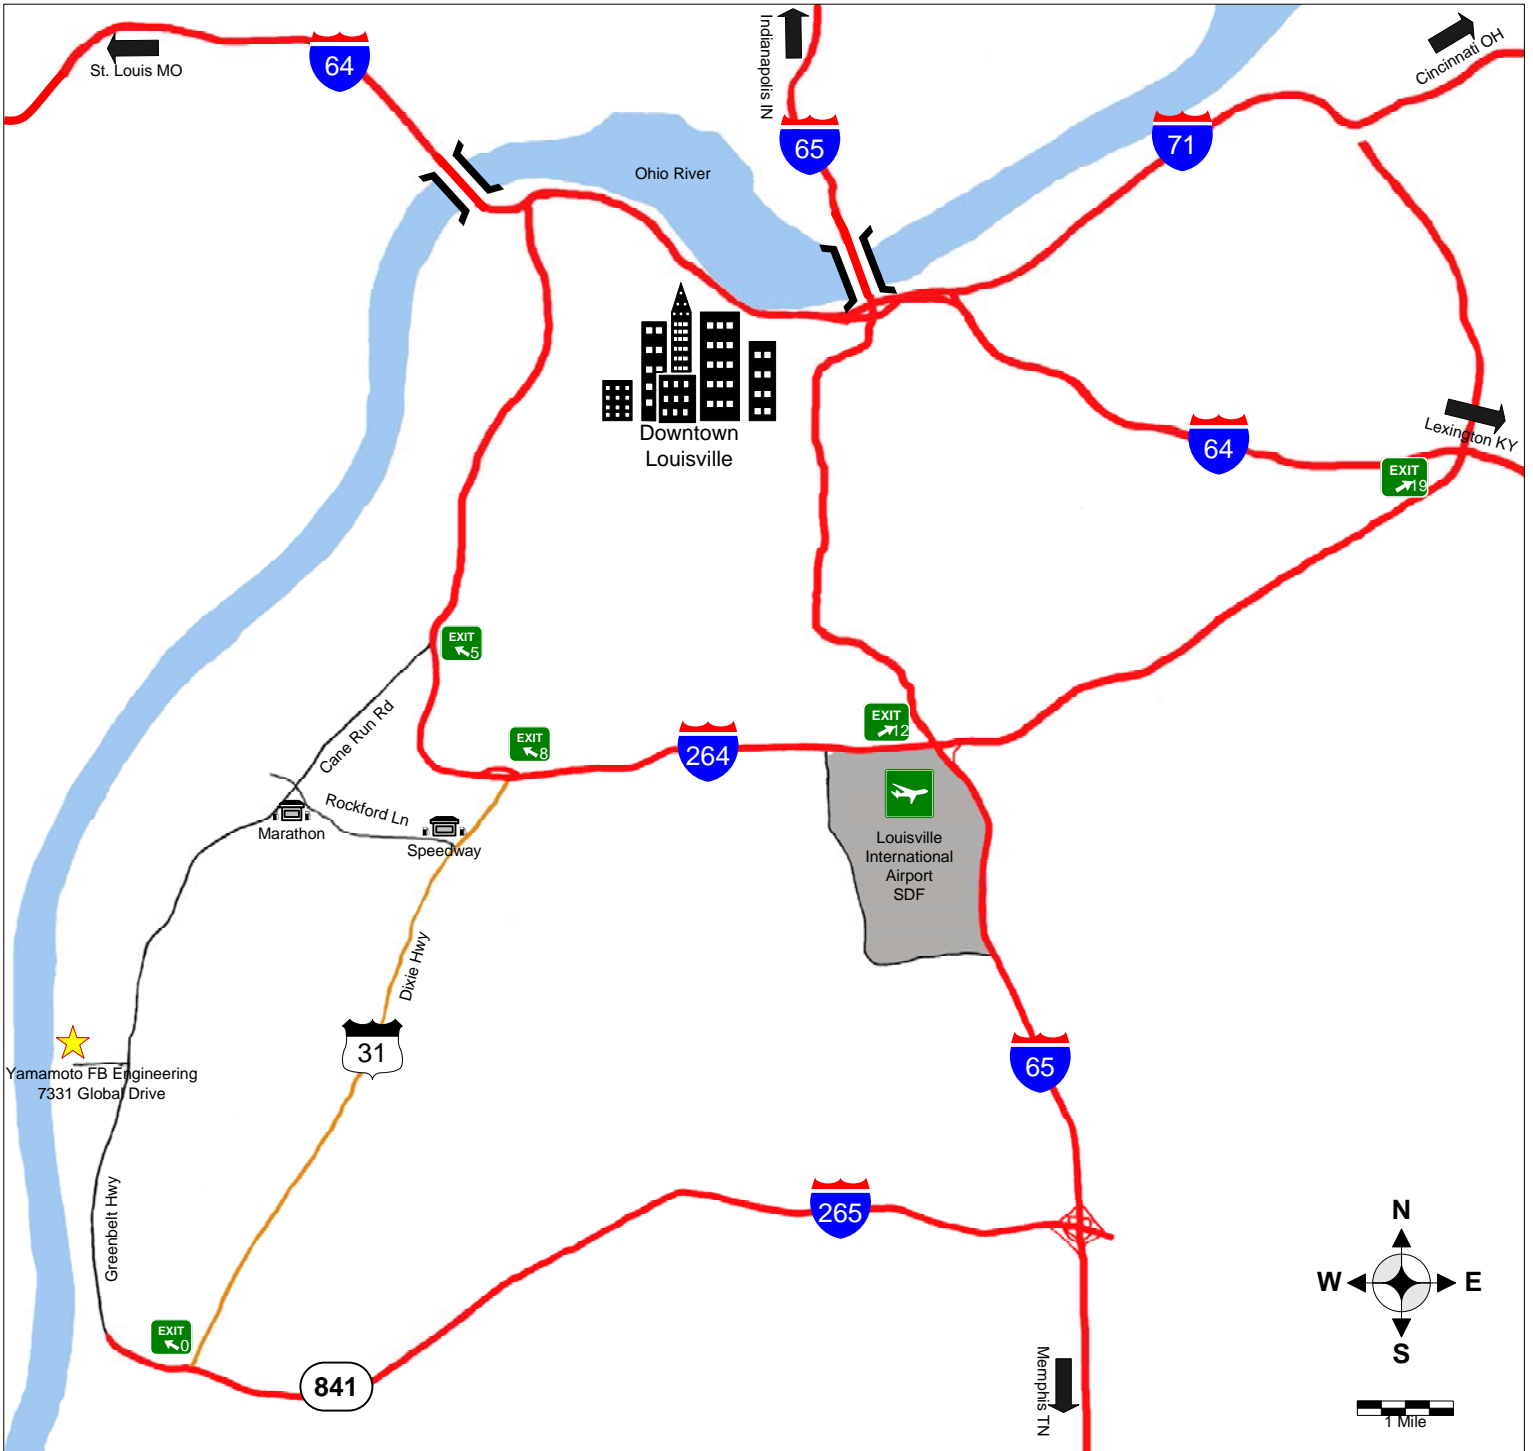 64
St. Louis MO
Indianapolis IN
65
Cincinnati OH
71
Ohio River
Downtown
Louisville
64
Lexington KY
EXIT
19
EXIT
5
Cane Run Rd
EXIT
8
264
EXIT
12
Rockford Ln
Marathon
Speedway
Louisville
International
Airport
SDF
Dixie Hwy
31
65
Yamamoto FB Engineering
7331 Global Drive
Greenbelt Hwy
265
EXIT
0
841
Memphis TN
N
W
E
S
1 Mile